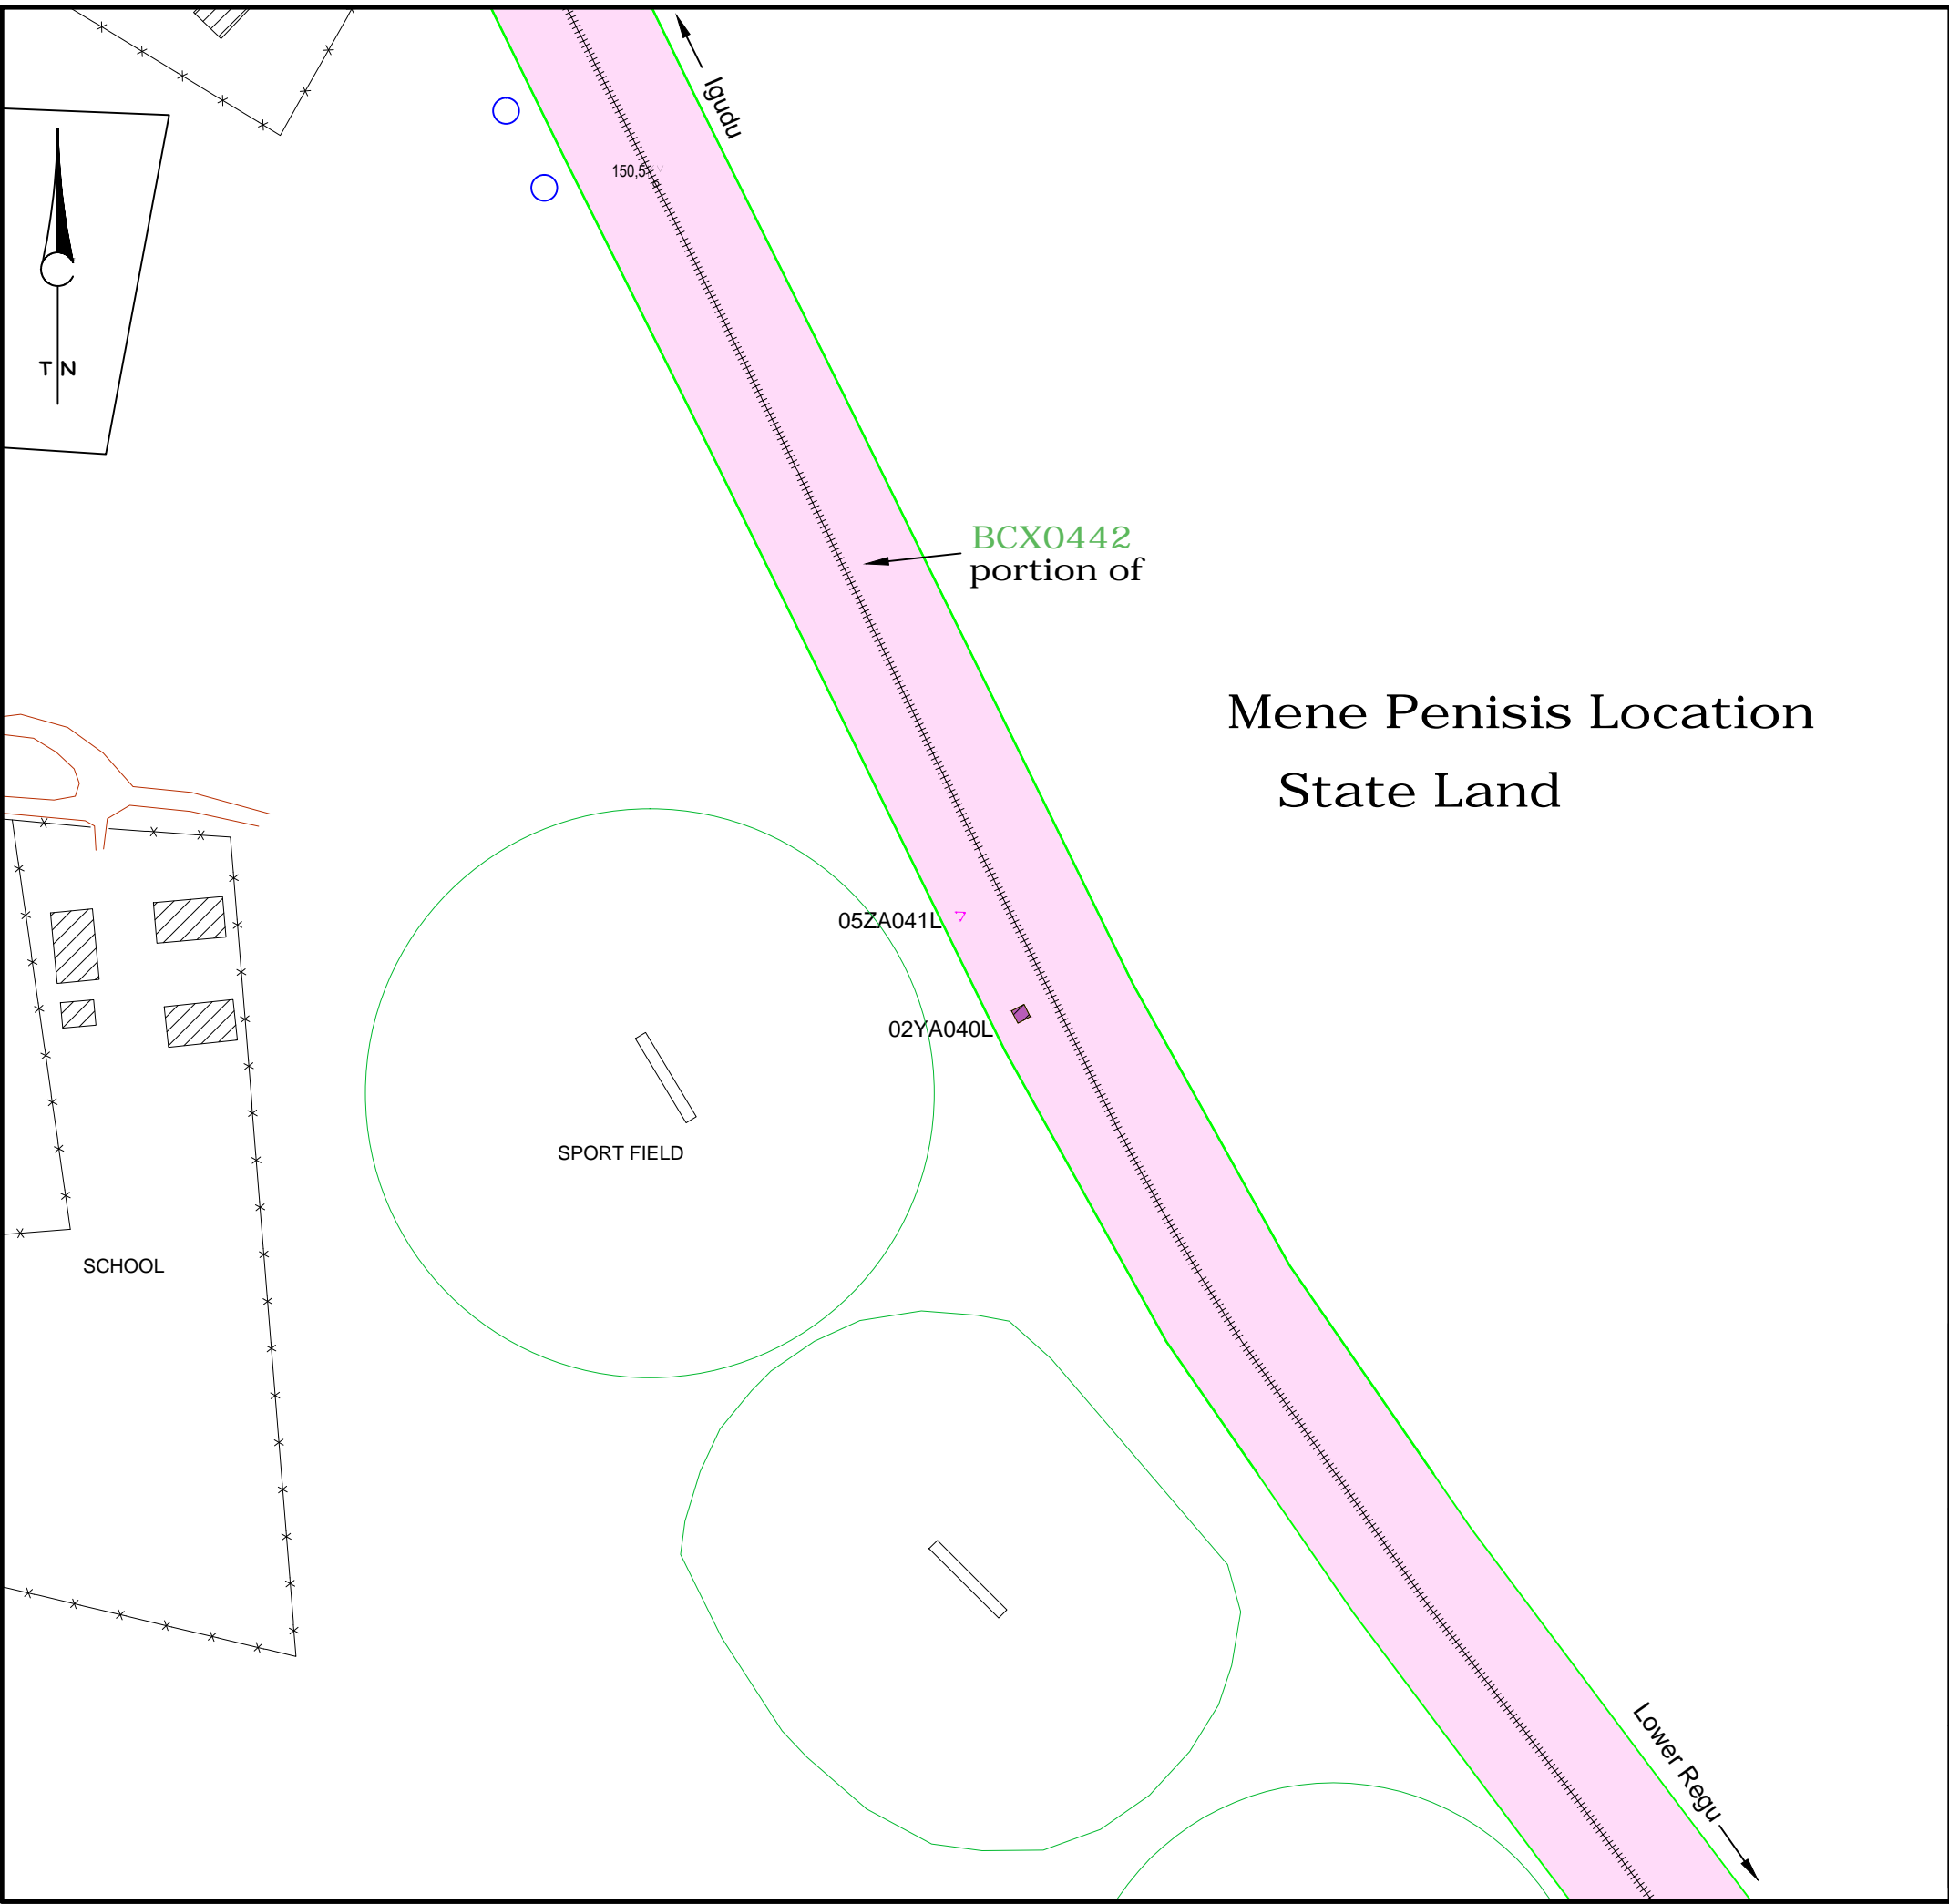 Igudu
150,5
T N
BCX0442
portion of
Mene Penisis Location
State Land
05ZA041L
02YA040L
SPORT FIELD
SCHOOL
Lower Regu